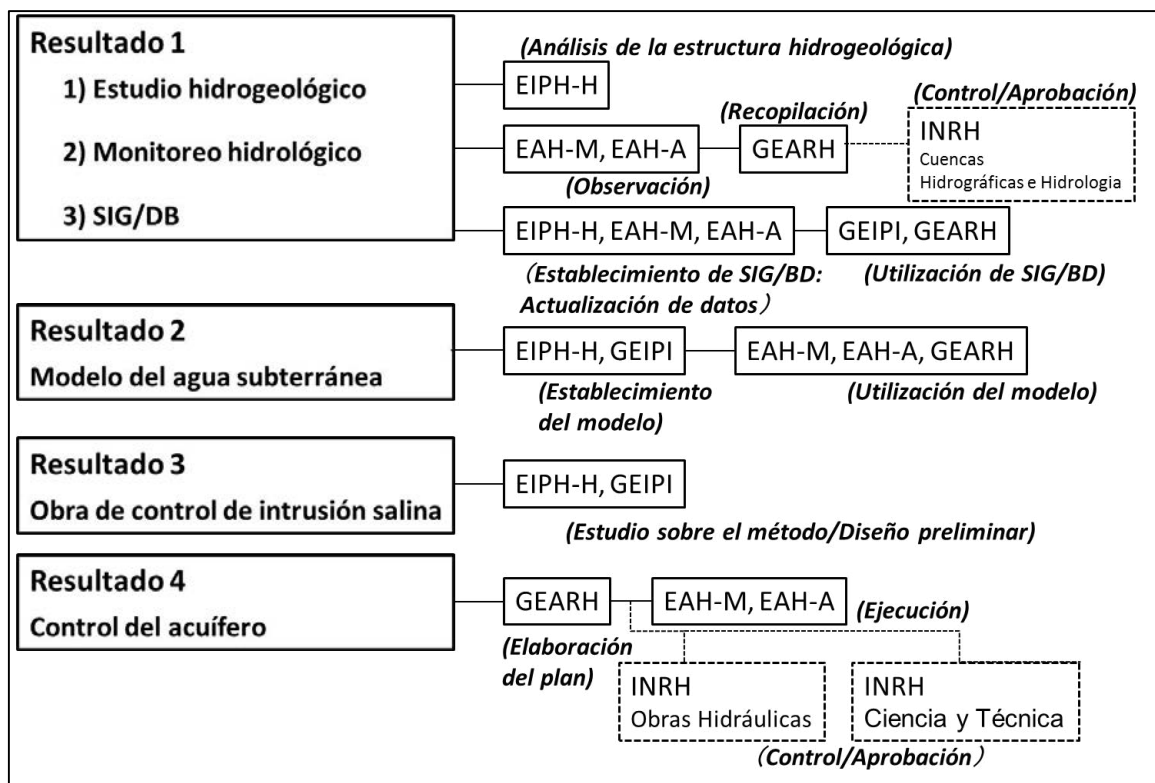 Resultado 1
1) Estudio hidrogeológico
2) Monitoreo hidrológico
3) SIG/DB
(Análisis de la estructura hidrogeológica)
EIPH-H
(Recopilación)
(Control/Aprobación)
EAH-M, EAH-A
GEARH
INRH
Cuencas
Hidrográficas e Hidrologia
(Observación)
EIPH-H, EAH-M, EAH-A
GEIPI, GEARH
(Establecimiento de SIG/BD:
Actualización de datos)
(Utilización de SIG/BD)
Resultado 2
Modelo del agua subterránea
EIPH-H, GEIPI
EAH-M, EAH-A, GEARH
(Establecimiento
del modelo)
(Utilización del modelo)
Resultado 3
Obra de control de intrusión salina
EIPH-H, GEIPI
(Estudio sobre el método/Diseño preliminar)
Resultado 4
Control del acuífero
GEARH
EAH-M, EAH-A
(Ejecución)
(Elaboración
del plan)
INRH
Obras Hidráulicas
INRH
Ciencia y Técnica
(Control/Aprobación)